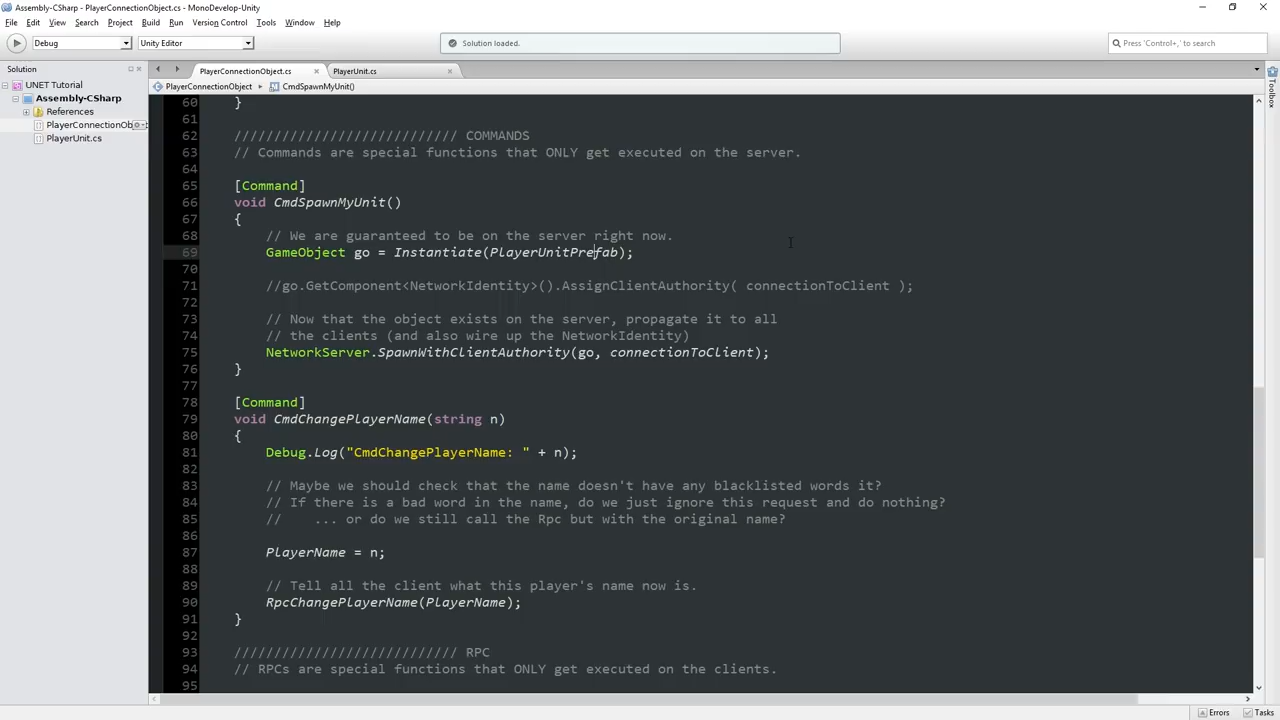 Assembly-CSharp - PlayerConnectionObject.cs - MonoDevelop-Unity
File Edit View Search Project Build Run Version Control Tools Window Help
Debug Unity Editor Solution loaded. Press 'Control+,' to search
Solution PlayerConnectionObject.cs PlayerUnit.cs
UNET Tutorial PlayerConnectionObject CmdSpawnMyUnit() Toolbox
Assembly-CSharp
References
PlayerConnectionOb
PlayerUnit.cs
60 }
61
62 //////////////////////////// COMMANDS
63 // Commands are special functions that ONLY get executed on the server.
64
65 [Command]
66 void CmdSpawnMyUnit()
67 {
68 // We are guaranteed to be on the server right now.
69 GameObject go = Instantiate(PlayerUnitPrefab);
70
71 //go.GetComponent<NetworkIdentity>().AssignClientAuthority( connectionToClient );
72
73 // Now that the object exists on the server, propagate it to all
74 // the clients (and also wire up the NetworkIdentity)
75 NetworkServer.SpawnWithClientAuthority(go, connectionToClient);
76 }
77
78 [Command]
79 void CmdChangePlayerName(string n)
80 {
81 Debug.Log("CmdChangePlayerName: " + n);
82
83 // Maybe we should check that the name doesn't have any blacklisted words it?
84 // If there is a bad word in the name, do we just ignore this request and do nothing?
85 // ... or do we still call the Rpc but with the original name?
86
87 PlayerName = n;
88
89 // Tell all the client what this player's name now is.
90 RpcChangePlayerName(PlayerName);
91 }
92
93 //////////////////////////// RPC
94 // RPCs are special functions that ONLY get executed on the clients.
95
Errors Tasks